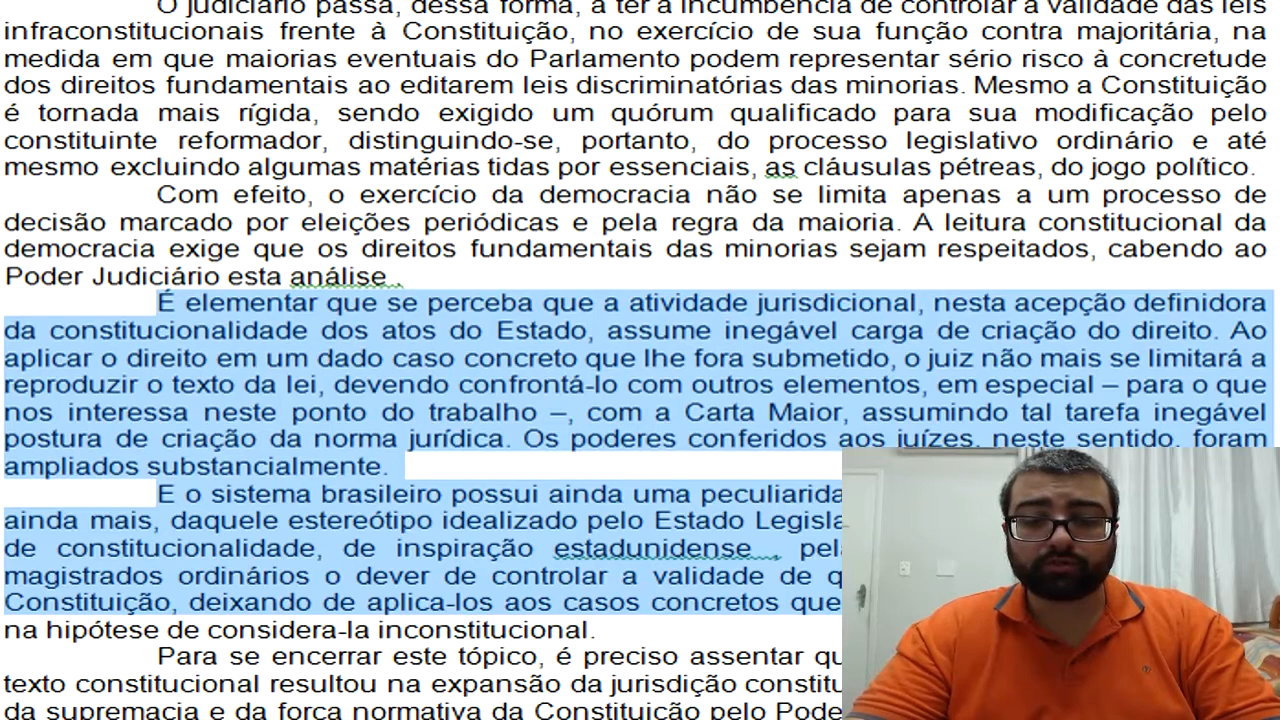 O judiciário passa, dessa forma, a ter a incumbência de controlar a validade das leis
infraconstitucionais frente à Constituição, no exercício de sua função contra majoritária, na
medida em que maiorias eventuais do Parlamento podem representar sério risco à concretude
dos direitos fundamentais ao editarem leis discriminatórias das minorias. Mesmo a Constituição
é tornada mais rígida, sendo exigido um quórum qualificado para sua modificação pelo
constituinte reformador, distinguindo-se, portanto, do processo legislativo ordinário e até
mesmo excluindo algumas matérias tidas por essenciais, as cláusulas pétreas, do jogo político.
Com efeito, o exercício da democracia não se limita apenas a um processo de
decisão marcado por eleições periódicas e pela regra da maioria. A leitura constitucional da
democracia exige que os direitos fundamentais das minorias sejam respeitados, cabendo ao
Poder Judiciário esta análise .
É elementar que se perceba que a atividade jurisdicional, nesta acepção definidora
da constitucionalidade dos atos do Estado, assume inegável carga de criação do direito. Ao
aplicar o direito em um dado caso concreto que lhe fora submetido, o juiz não mais se limitará a
reproduzir o texto da lei, devendo confrontá-lo com outros elementos, em especial – para o que
nos interessa neste ponto do trabalho –, com a Carta Maior, assumindo tal tarefa inegável
postura de criação da norma jurídica. Os poderes conferidos aos juízes, neste sentido, foram
ampliados substancialmente.
E o sistema brasileiro possui ainda uma
ainda mais, daquele estereótipo idealizado pelo Estado
de constitucionalidade, de inspiração estadunidense ,
magistrados ordinários o dever de controlar a validade de
Constituição, deixando de aplica-los aos casos concretos que
na hipótese de considera-la inconstitucional.
Para se encerrar este tópico, é preciso assentar
texto constitucional resultou na expansão da jurisdição
da supremacia e da força normativa da Constituição pelo